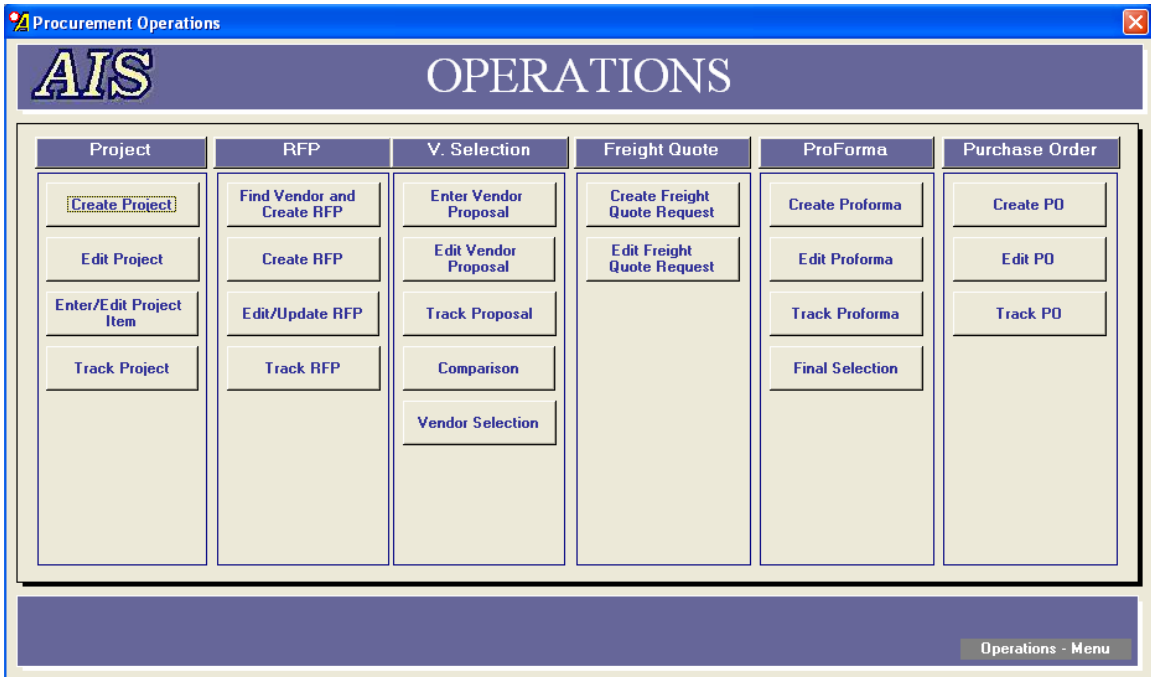 Procurement Operations
AIS
OPERATIONS
Project
Create Project
Edit Project
Enter/Edit Project
Item
Track Project
RFP
Find Vendor and
Create RFP
Create RFP
Edit/Update RFP
Track RFP
V. Selection
Enter Vendor
Proposal
Edit Vendor
Proposal
Track Proposal
Comparison
Vendor Selection
Freight Quote
Create Freight
Quote Request
Edit Freight
Quote Request
ProForma
Create Proforma
Edit Proforma
Track Proforma
Final Selection
Purchase Order
Create PO
Edit PO
Track PO
Operations - Menu